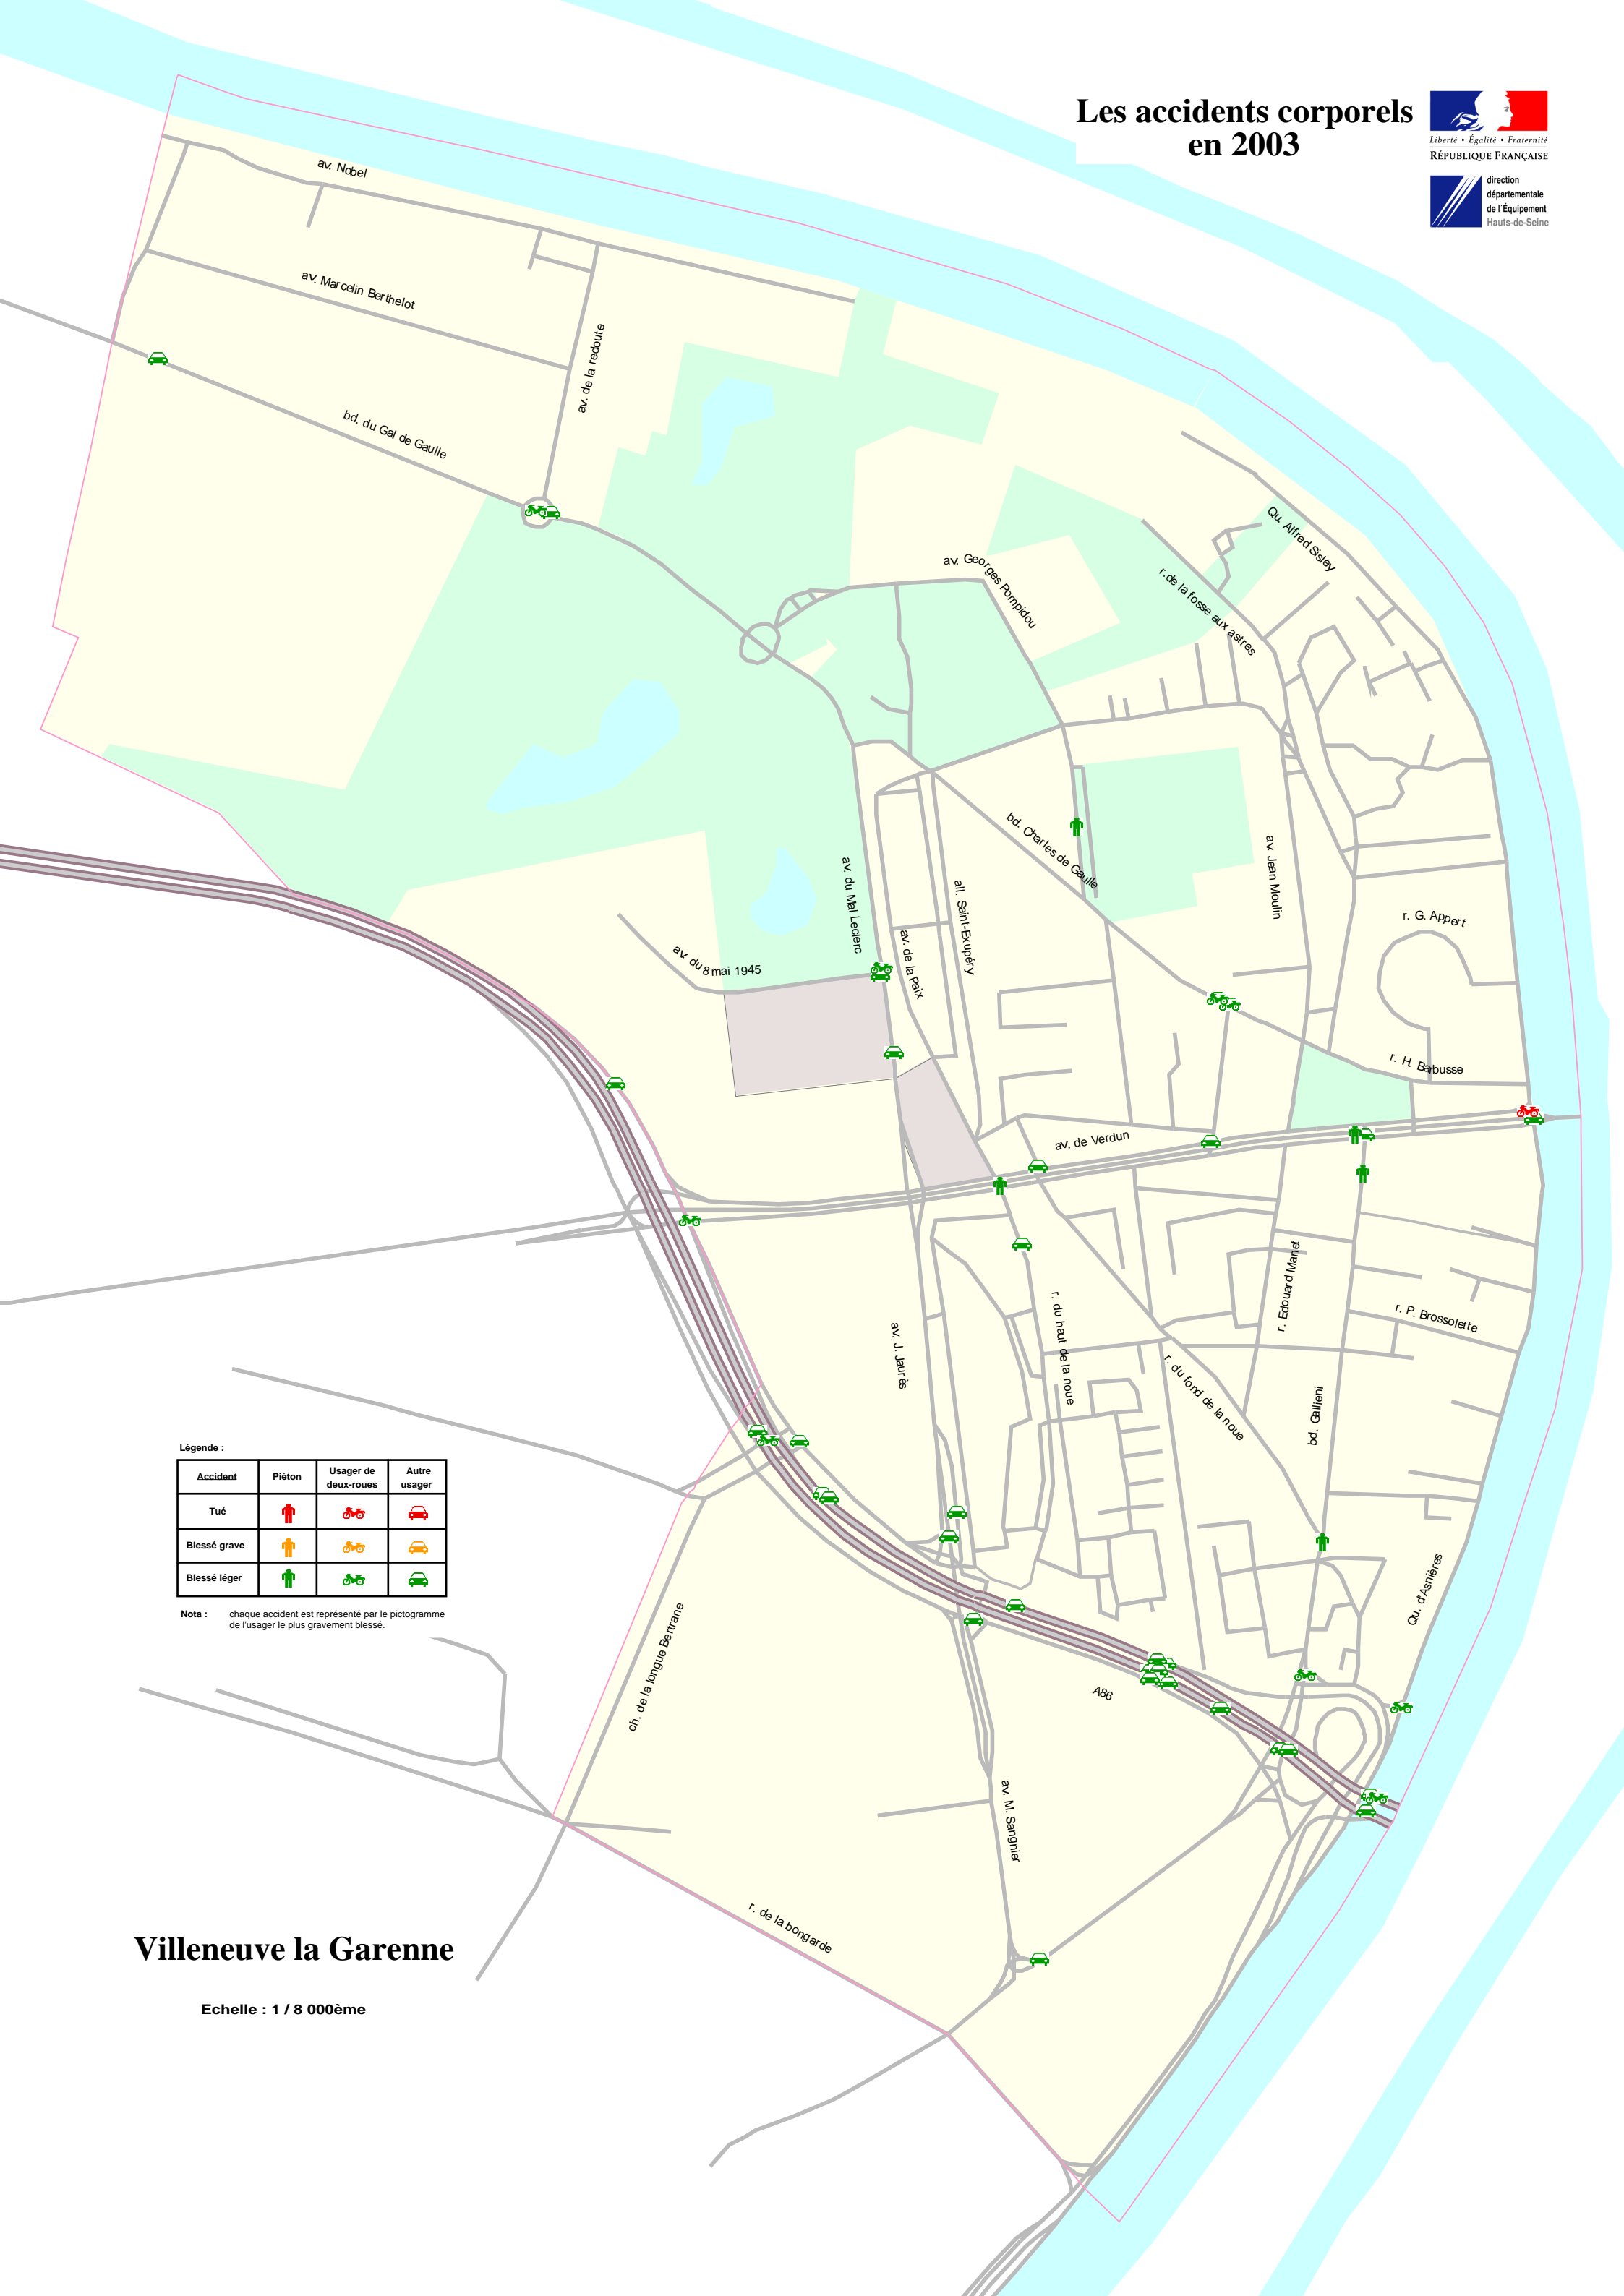 Les accidents corporels
en 2003
Liberté • Égalité • Fraternité
RÉPUBLIQUE FRANÇAISE
direction
départementale
de l'Équipement
Hauts-de-Seine
av. Nobel
av. Marcelin Berthelot
av. de la redoute
bd. du Gal de Gaulle
Qu. Alfred Sisley
av. Georges Pompidou
r.de la fosse aux astres
bd. Charles de Gaulle
av. Jean Moulin
av. du Mal Leclerc
all. Saint-Exupéry
r. G. Appert
av. de la Paix
av. du 8 mai 1945
r. H. Barbusse
av. de Verdun
r. Edouard Manet
r. du haut de la noue
r. P. Brossolette
av. J. Jaurès
r. du fond de la noue
bd. Gallieni
Légende :
Accident Piéton Usager de deux-roues Autre usager
Tué
Blessé grave
Blessé léger
Nota : chaque accident est représenté par le pictogramme
de l'usager le plus gravement blessé.
Qu. d'Asnières
ch. de la longue Bertrane
A86
av. M. Sangnier
r. de la bongarde
Villeneuve la Garenne
Echelle : 1 / 8 000ème